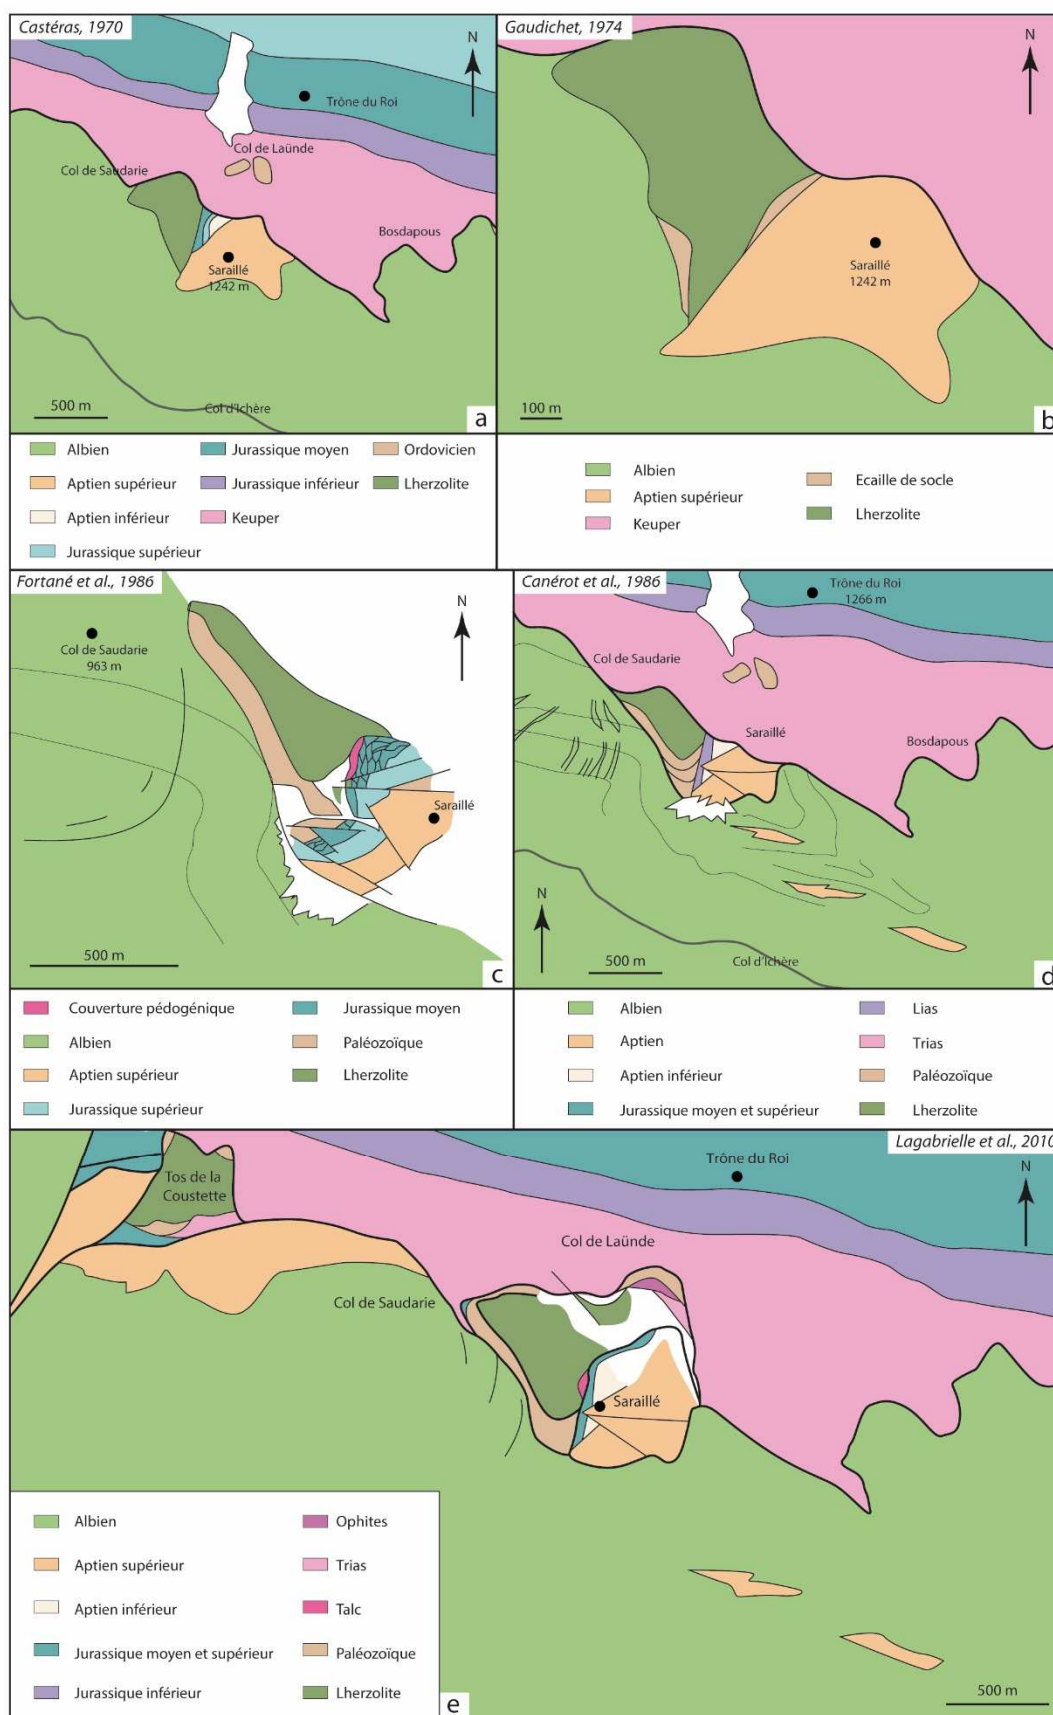 Castéras, 1970
N
Trône du Roi
Col de Laünde
Col de Saudarie
Bosdapous
Saraillé
1242 m
500 m
Col d'Ichère
a
Albien
Aptien supérieur
Aptien inférieur
Jurassique supérieur
Jurassique moyen
Jurassique inférieur
Keuper
Ordovicien
Lherzolite
Gaudichet, 1974
N
Saraillé
1242 m
100 m
b
Albien
Aptien supérieur
Keuper
Ecaille de socle
Lherzolite
Fortané et al., 1986
N
Col de Saudarie
963 m
Saraillé
500 m
c
Couverture pédogénique
Albien
Aptien supérieur
Jurassique supérieur
Jurassique moyen
Paléozoïque
Lherzolite
Canérot et al., 1986
Trône du Roi
1266 m
N
Col de Saudarie
Saraillé
Bosdapous
N
500 m
Col d'Ichère
d
Albien
Aptien
Aptien inférieur
Jurassique moyen et supérieur
Lias
Trias
Paléozoïque
Lherzolite
Lagabrielle et al., 2010
Trône du Roi
N
Tos de la
Coustette
Col de Laünde
Col de Saudarie
Saraillé
Albien
Aptien supérieur
Aptien inférieur
Jurassique moyen et supérieur
Jurassique inférieur
Ophites
Trias
Talc
Paléozoïque
Lherzolite
e
500 m